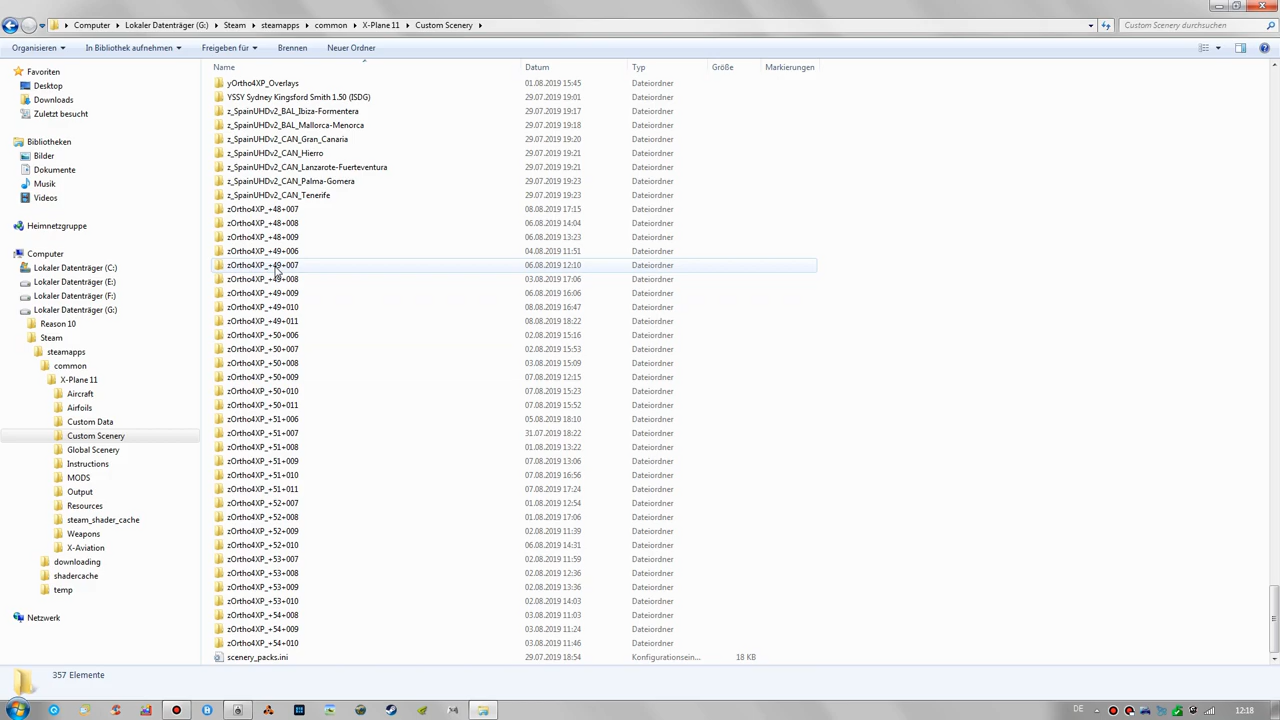 Computer ▸ Lokaler Datenträger (G:) ▸ Steam ▸ steamapps ▸ common ▸ X-Plane 11 ▸ Custom Scenery ▸
Custom Scenery durchsuchen
Organisieren In Bibliothek aufnehmen Freigeben für Brennen Neuer Ordner
Name Datum Typ Größe Markierungen
Favoriten
Desktop
Downloads
Zuletzt besucht
Bibliotheken
Bilder
Dokumente
Musik
Videos
Heimnetzgruppe
Computer
Lokaler Datenträger (C:)
Lokaler Datenträger (E:)
Lokaler Datenträger (F:)
Lokaler Datenträger (G:)
Reason 10
Steam
steamapps
common
X-Plane 11
Aircraft
Airfoils
Custom Data
Custom Scenery
Global Scenery
Instructions
MODS
Output
Resources
steam_shader_cache
Weapons
X-Aviation
downloading
shadercache
temp
Netzwerk
yOrtho4XP_Overlays 01.08.2019 15:45 Dateiordner
YSSY Sydney Kingsford Smith 1.50 (ISDG) 29.07.2019 19:01 Dateiordner
z_SpainUHDv2_BAL_Ibiza-Formentera 29.07.2019 19:17 Dateiordner
z_SpainUHDv2_BAL_Mallorca-Menorca 29.07.2019 19:18 Dateiordner
z_SpainUHDv2_CAN_Gran_Canaria 29.07.2019 19:20 Dateiordner
z_SpainUHDv2_CAN_Hierro 29.07.2019 19:21 Dateiordner
z_SpainUHDv2_CAN_Lanzarote-Fuerteventura 29.07.2019 19:21 Dateiordner
z_SpainUHDv2_CAN_Palma-Gomera 29.07.2019 19:23 Dateiordner
z_SpainUHDv2_CAN_Tenerife 29.07.2019 19:23 Dateiordner
zOrtho4XP_+48+007 08.08.2019 17:15 Dateiordner
zOrtho4XP_+48+008 06.08.2019 14:04 Dateiordner
zOrtho4XP_+48+009 06.08.2019 13:23 Dateiordner
zOrtho4XP_+49+006 04.08.2019 11:51 Dateiordner
zOrtho4XP_+49+007 06.08.2019 12:10 Dateiordner
zOrtho4XP_+49+008 03.08.2019 17:06 Dateiordner
zOrtho4XP_+49+009 06.08.2019 16:06 Dateiordner
zOrtho4XP_+49+010 08.08.2019 16:47 Dateiordner
zOrtho4XP_+49+011 08.08.2019 18:22 Dateiordner
zOrtho4XP_+50+006 02.08.2019 15:16 Dateiordner
zOrtho4XP_+50+007 02.08.2019 15:53 Dateiordner
zOrtho4XP_+50+008 03.08.2019 15:09 Dateiordner
zOrtho4XP_+50+009 07.08.2019 12:15 Dateiordner
zOrtho4XP_+50+010 07.08.2019 15:23 Dateiordner
zOrtho4XP_+50+011 07.08.2019 15:52 Dateiordner
zOrtho4XP_+51+006 05.08.2019 18:10 Dateiordner
zOrtho4XP_+51+007 31.07.2019 18:22 Dateiordner
zOrtho4XP_+51+008 01.08.2019 13:22 Dateiordner
zOrtho4XP_+51+009 07.08.2019 13:06 Dateiordner
zOrtho4XP_+51+010 07.08.2019 16:56 Dateiordner
zOrtho4XP_+51+011 07.08.2019 17:24 Dateiordner
zOrtho4XP_+52+007 01.08.2019 12:54 Dateiordner
zOrtho4XP_+52+008 01.08.2019 17:06 Dateiordner
zOrtho4XP_+52+009 02.08.2019 11:39 Dateiordner
zOrtho4XP_+52+010 06.08.2019 14:31 Dateiordner
zOrtho4XP_+53+007 02.08.2019 11:59 Dateiordner
zOrtho4XP_+53+008 02.08.2019 12:36 Dateiordner
zOrtho4XP_+53+009 02.08.2019 13:36 Dateiordner
zOrtho4XP_+53+010 02.08.2019 14:03 Dateiordner
zOrtho4XP_+54+008 03.08.2019 11:03 Dateiordner
zOrtho4XP_+54+009 03.08.2019 11:24 Dateiordner
zOrtho4XP_+54+010 03.08.2019 11:46 Dateiordner
scenery_packs.ini 29.07.2019 18:54 Konfigurationsein... 18 KB
357 Elemente
DE 12:18